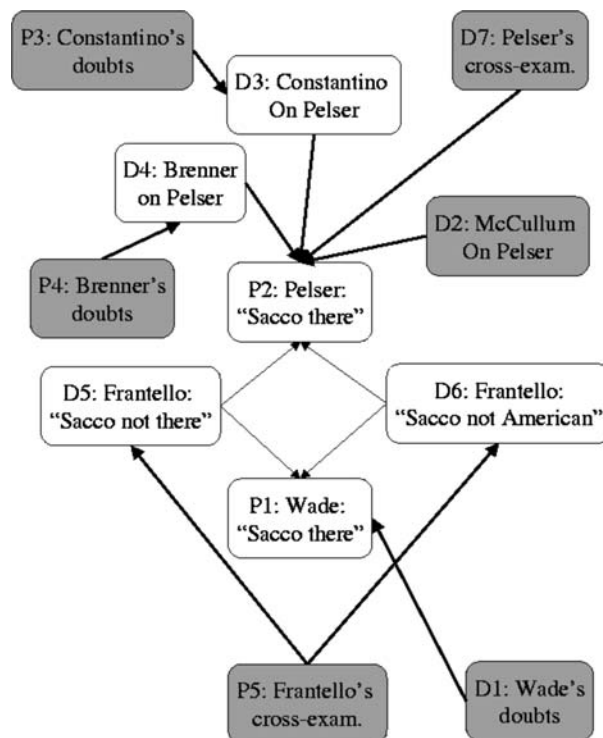 P3: Constantino's
doubts
D7: Pelser's
cross-exam.
D3: Constantino
On Pelser
D4: Brenner
on Pelser
D2: McCullum
On Pelser
P4: Brenner's
doubts
P2: Pelser:
“Sacco there”
D5: Frantello:
“Sacco not there”
D6: Frantello:
“Sacco not American”
P1: Wade:
“Sacco there”
P5: Frantello's
cross-exam.
D1: Wade's
doubts